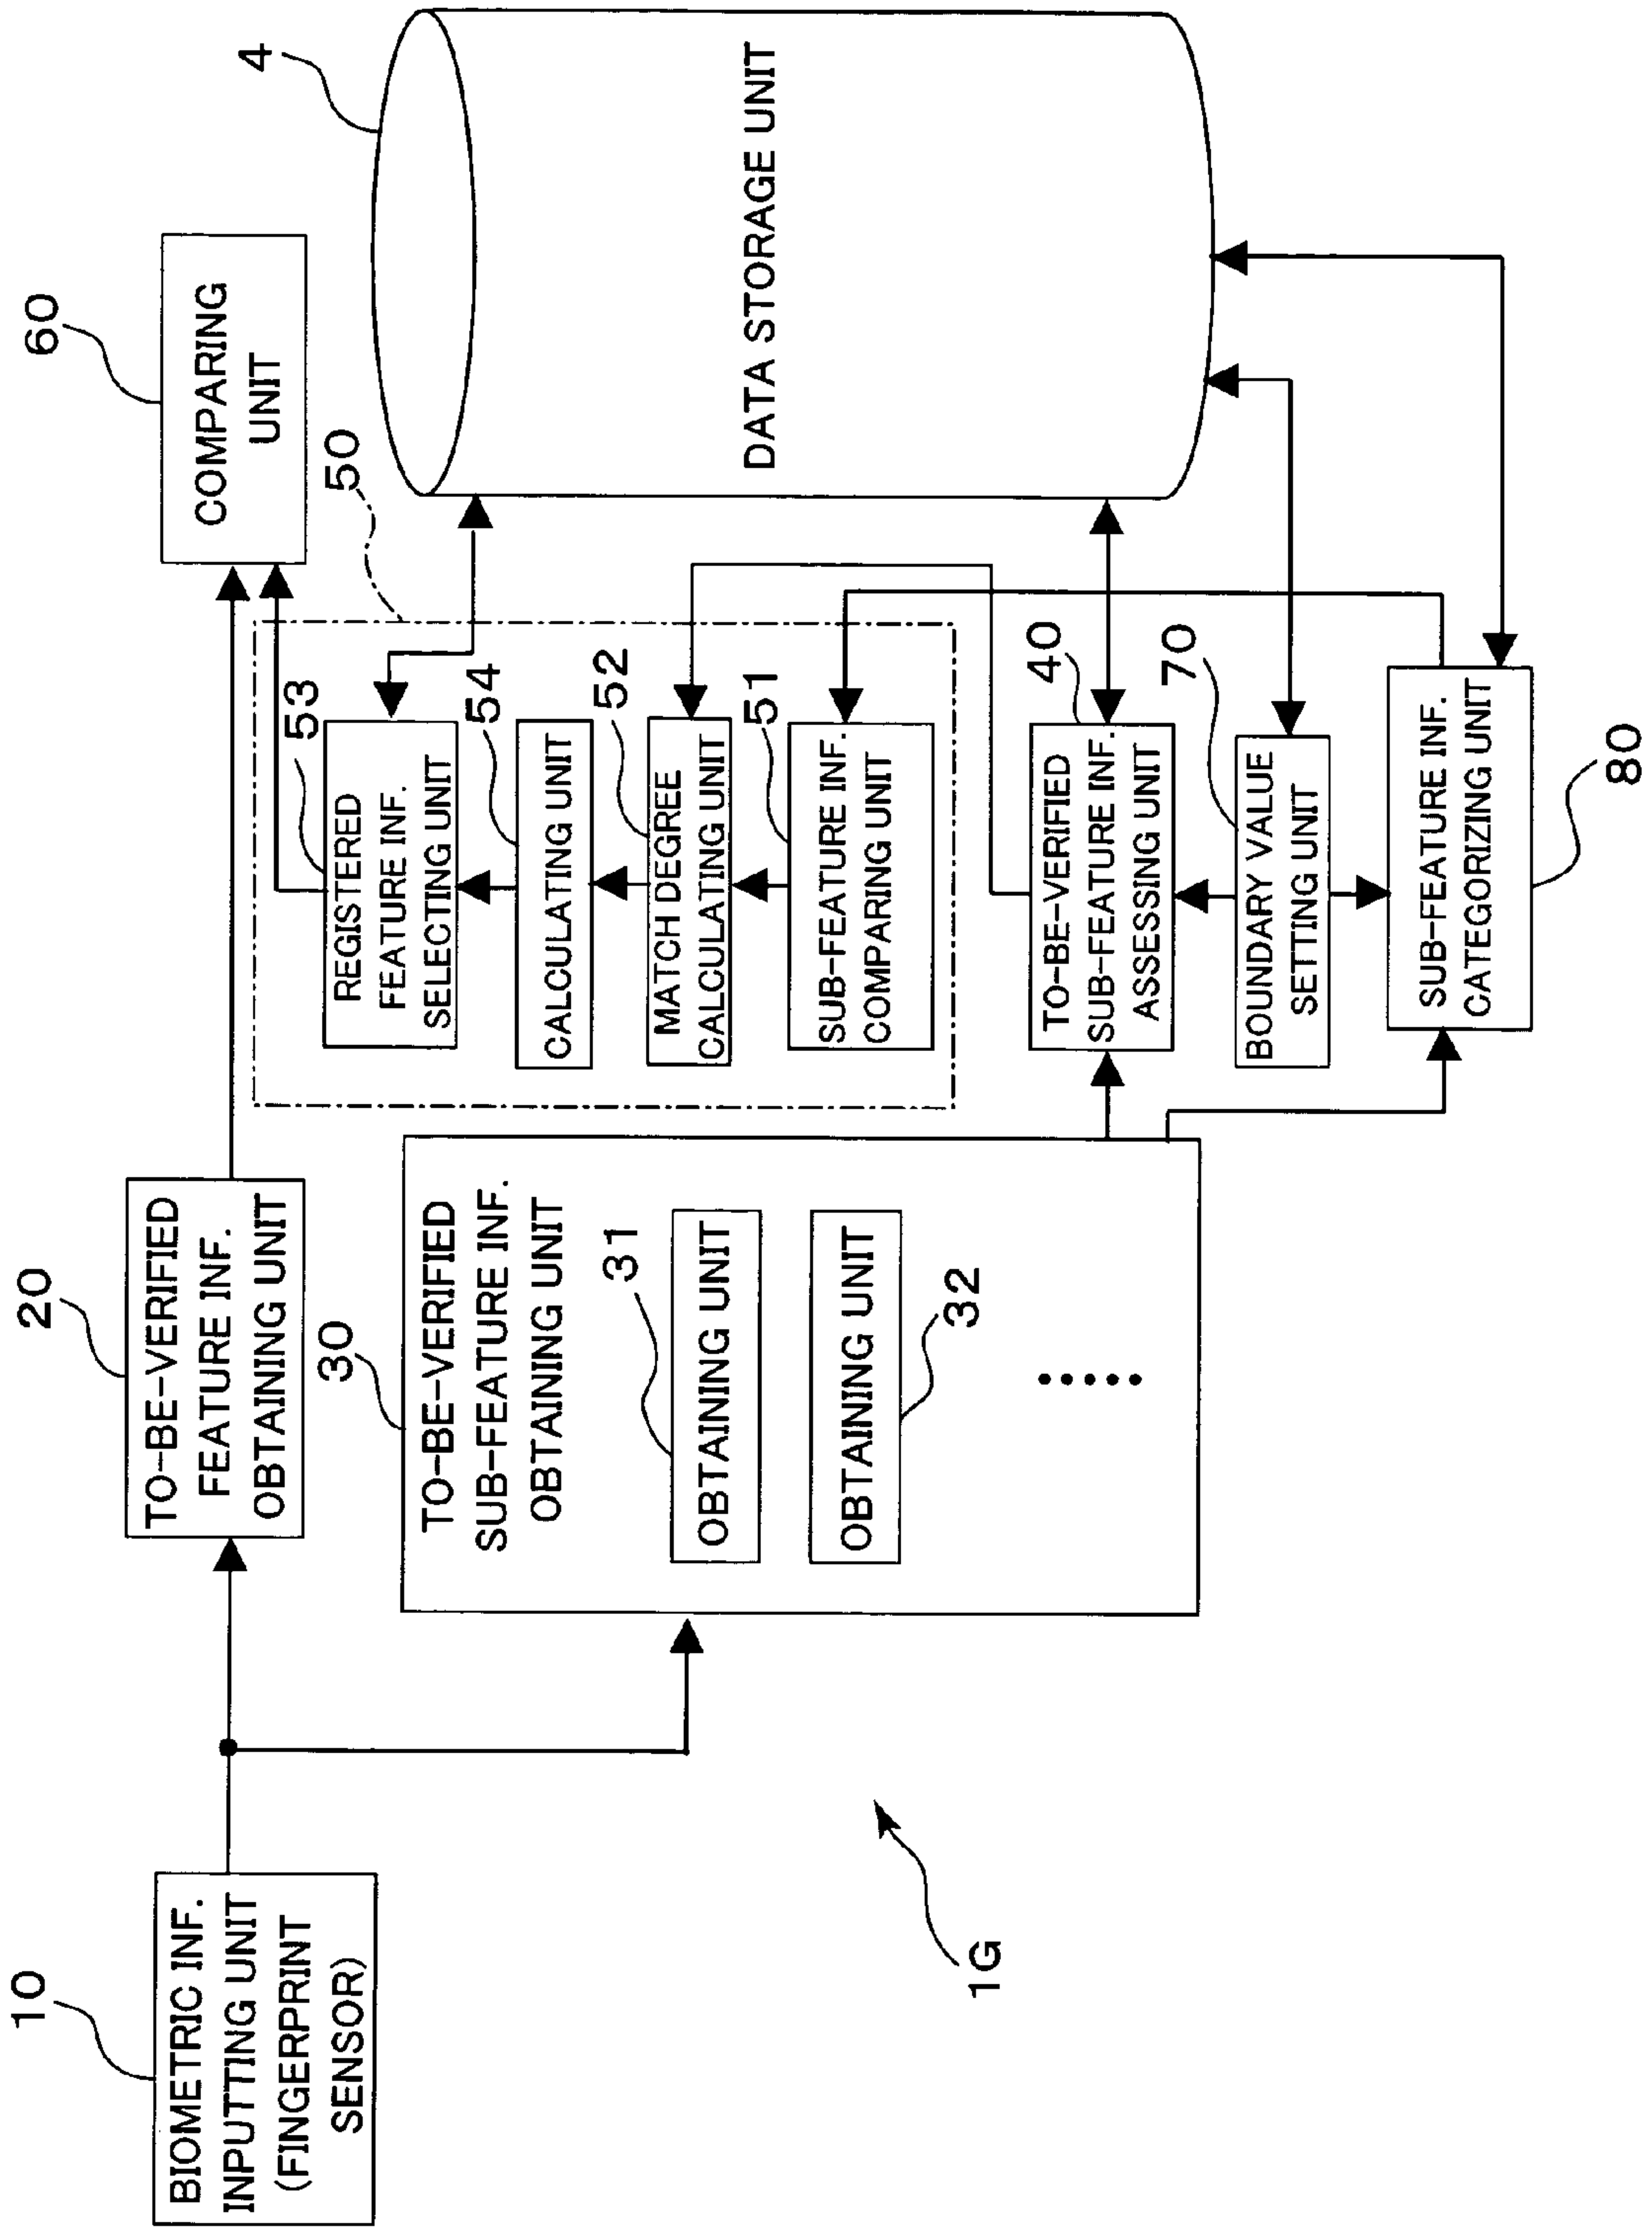 10
BIOMETRIC INF.
INPUTTING UNIT
(FINGERPRINT
SENSOR)
20
TO-BE-VERIFIED
FEATURE INF.
OBTAINING UNIT
30
TO-BE-VERIFIED
SUB-FEATURE INF.
OBTAINING UNIT
31
OBTAINING UNIT
OBTAINING UNIT
32
.....
60
COMPARING
UNIT
50
53
REGISTERED
FEATURE INF.
SELECTING UNIT
54
CALCULATING UNIT
52
MATCH DEGREE
CALCULATING UNIT
51
SUB-FEATURE INF.
COMPARING UNIT
40
TO-BE-VERIFIED
SUB-FEATURE INF.
ASSESSING UNIT
70
BOUNDARY VALUE
SETTING UNIT
SUB-FEATURE INF.
CATEGORIZING UNIT
80
4
DATA STORAGE UNIT
1G